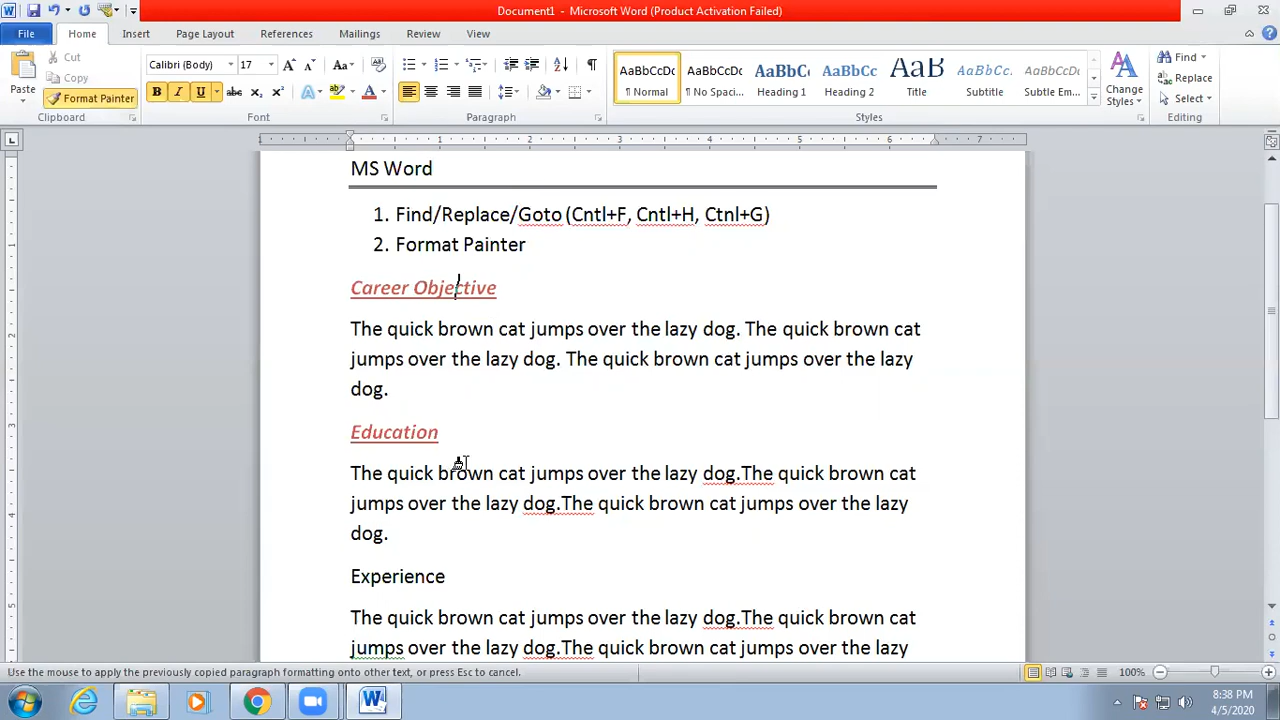 Document1 - Microsoft Word (Product Activation Failed)
File Home Insert Page Layout References Mailings Review View
Cut
Copy
Format Painter
Paste
Clipboard
Calibri (Body) 17
Font
Paragraph
AaBbCcDc AaBbCcDc AaBbCc AaBbCc AaB AaBbCc. AaBbCcDc
¶ Normal ¶ No Spaci... Heading 1 Heading 2 Title Subtitle Subtle Em...
Change Styles
Styles
Find
Replace
Select
Editing
1 2 3 4 5 6 7
MS Word
1. Find/Replace/Goto (Cntl+F, Cntl+H, Ctnl+G)
2. Format Painter
Career Objective
The quick brown cat jumps over the lazy dog. The quick brown cat
jumps over the lazy dog. The quick brown cat jumps over the lazy
dog.
Education
The quick brown cat jumps over the lazy dog.The quick brown cat
jumps over the lazy dog.The quick brown cat jumps over the lazy
dog.
Experience
The quick brown cat jumps over the lazy dog.The quick brown cat
jumps over the lazy dog.The quick brown cat jumps over the lazy
Use the mouse to apply the previously copied paragraph formatting onto other text, or press Esc to cancel.
100%
8:38 PM
4/5/2020